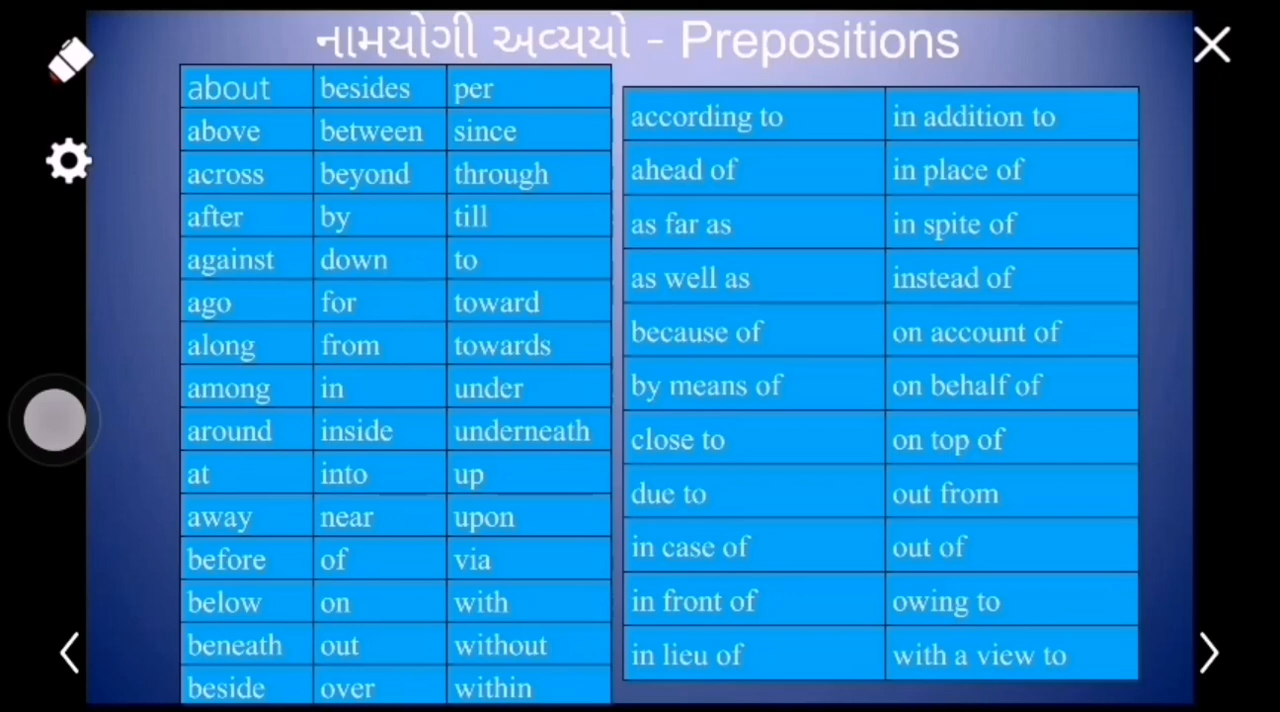 નામયોગી અવ્યયો - Prepositions
about besides per
above between since
across beyond through
after by till
against down to
ago for toward
along from towards
among in under
around inside underneath
at into up
away near upon
before of via
below on with
beneath out without
beside over within
according to in addition to
ahead of in place of
as far as in spite of
as well as instead of
because of on account of
by means of on behalf of
close to on top of
due to out from
in case of out of
in front of owing to
in lieu of with a view to